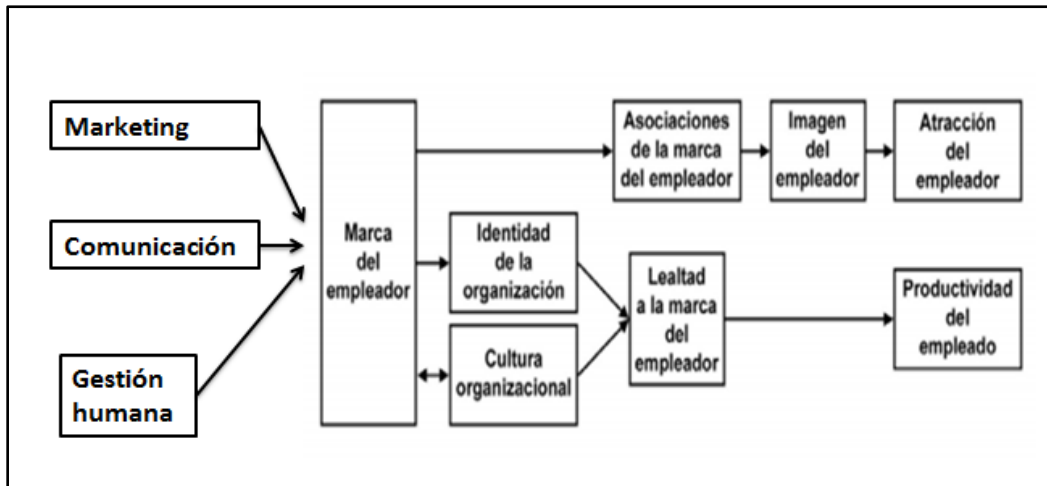 Marketing
Comunicación
Gestión
humana
Marca
del
empleador
Asociaciones
de la marca
del empleador
Imagen
del
empleador
Atracción
del
empleador
Identidad
de la
organización
Cultura
organizacional
Lealtad
a la marca
del
empleador
Productividad
del
empleado